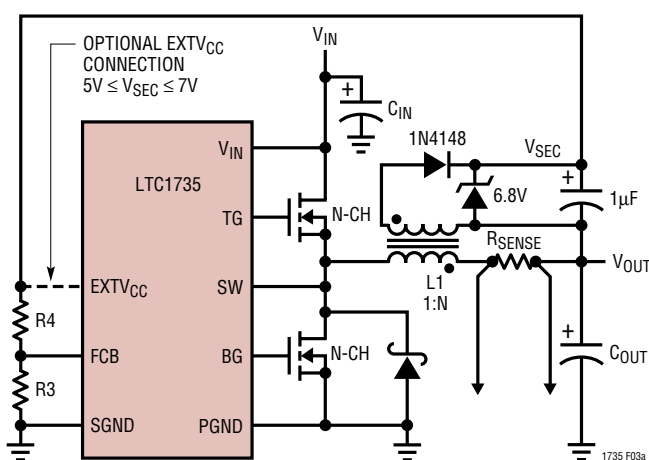 OPTIONAL EXTVCC
CONNECTION
5V ≤ VSEC ≤ 7V
VIN
+
CIN
VIN
LTC1735
TG
N-CH
1N4148
VSEC
6.8V
+
1µF
RSENSE
VOUT
L1
1:N
EXTVCC
SW
R4
FCB
BG
N-CH
+
COUT
R3
SGND
PGND
1735 F03a